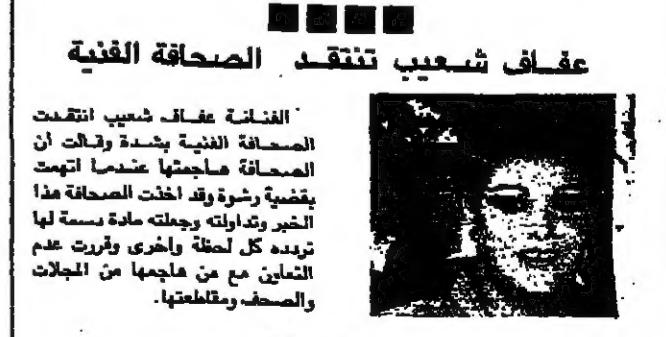 عفاف شعيب تنتقد الصحافة الفنية
الفنانة عفاف شعيب انتقدت
الصحافة الفنية بشدة وقالت أن
الصحافة هاجمتها عندما اتهمت
بقضية رشوة وقد اخذت الصحافة هذا
الخبر وتداولته وجعلته مادة دسمة لها
تردده كل لحظة واخرى وقررت عدم
التعاون مع من هاجمها من المجلات
والصحف ومقاطعتها.